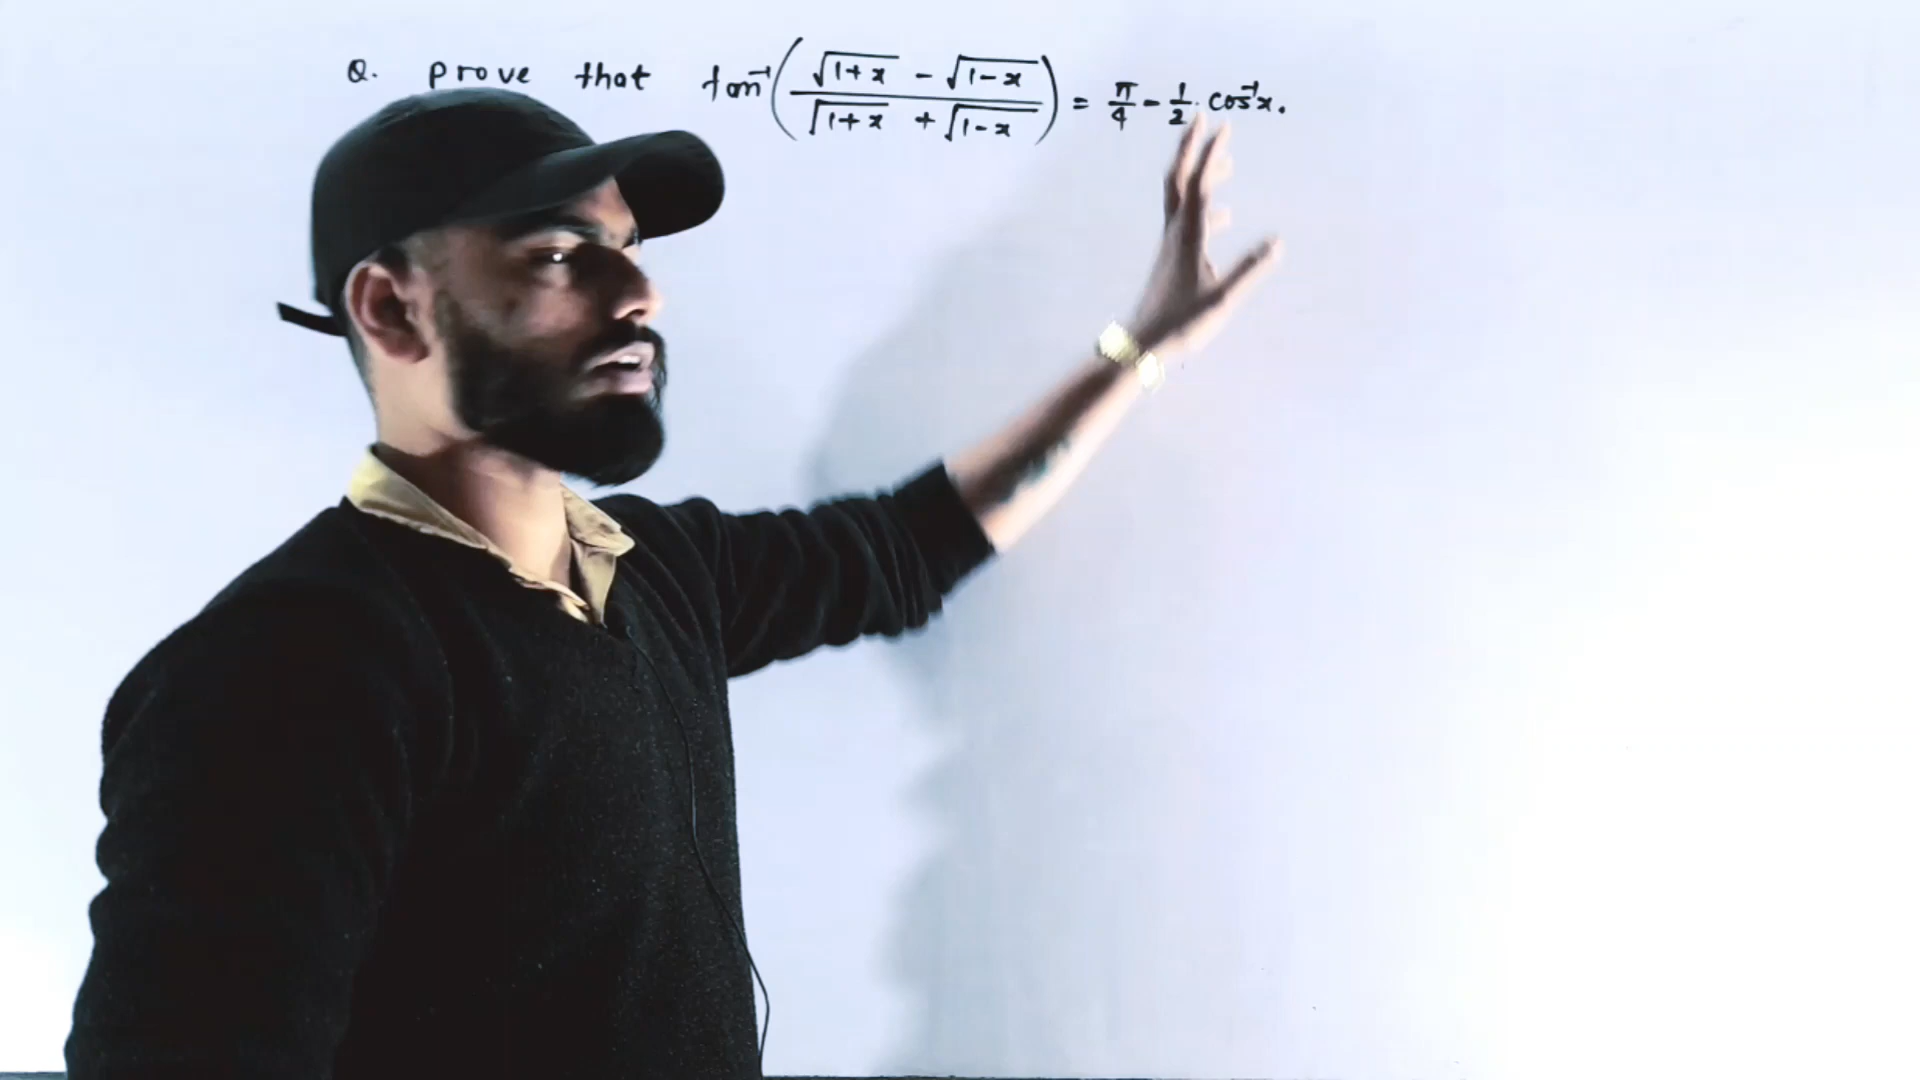 Q. prove that tan⁻¹((√(1+x) - √(1-x))/(√(1+x) + √(1-x))) = π/4 - 1/2 · cos⁻¹x.